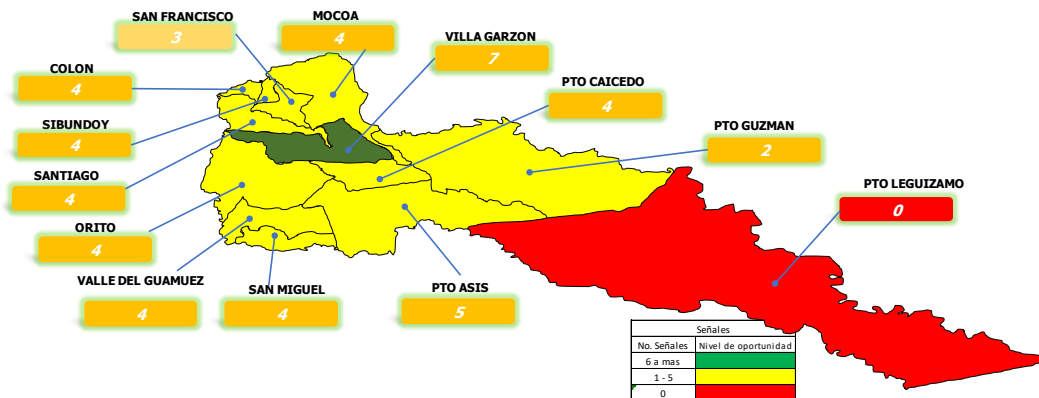 SAN FRANCISCO
3
MOCOA
4
VILLA GARZON
7
COLON
4
PTO CAICEDO
4
SIBUNDOY
4
PTO GUZMAN
2
SANTIAGO
4
PTO LEGUIZAMO
0
ORITO
4
VALLE DEL GUAMUEZ
4
SAN MIGUEL
4
PTO ASIS
5
Señales
No. Señales Nivel de oportunidad
6 a mas
1 - 5
0